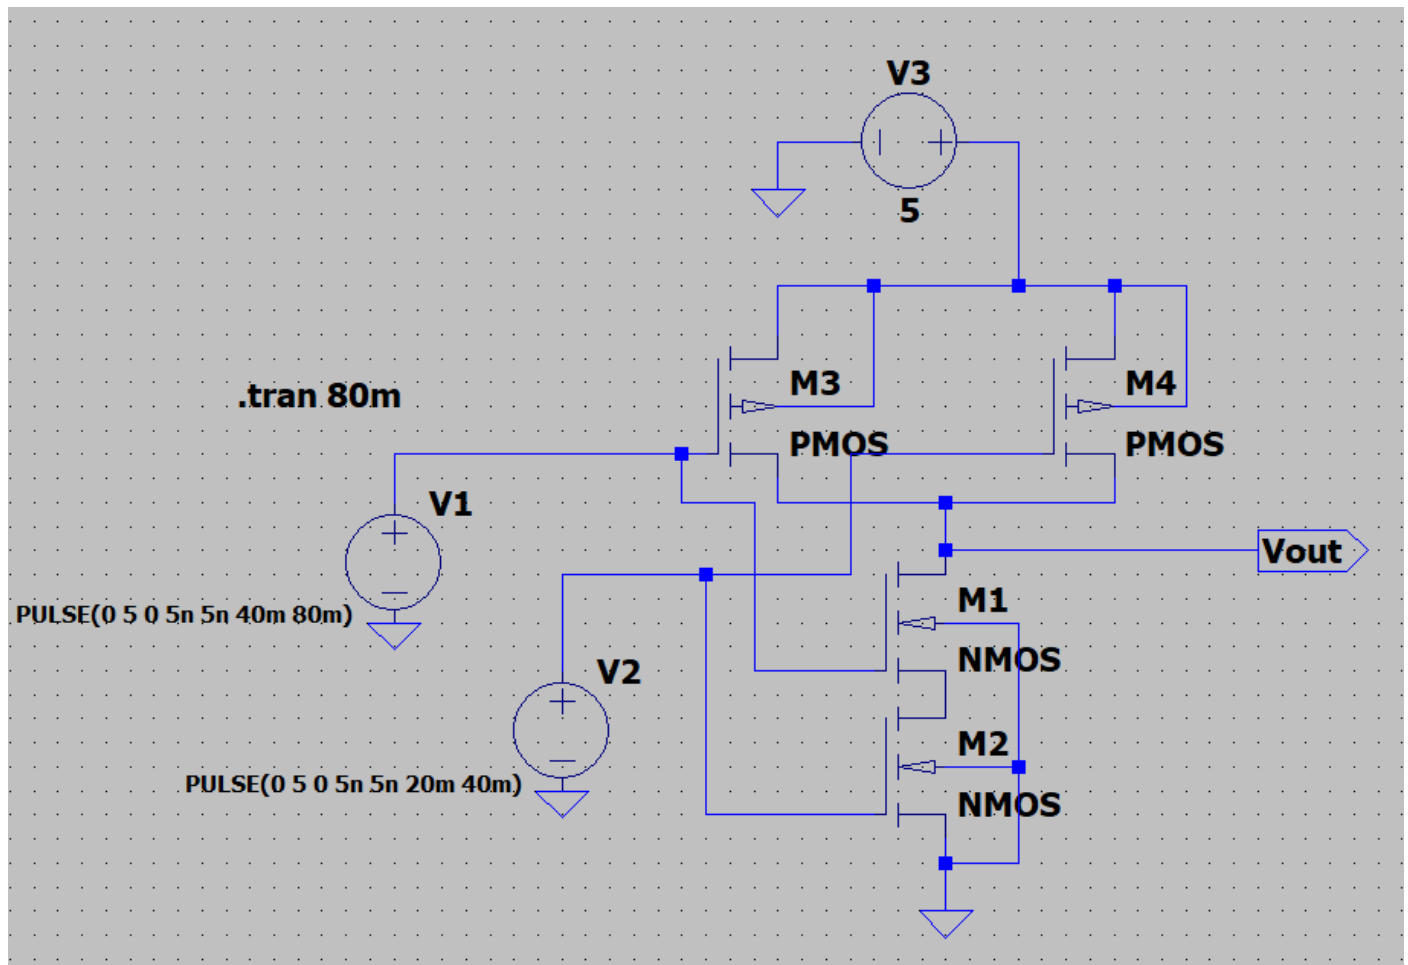 V3
5
.tran 80m
M3
PMOS
M4
PMOS
V1
PULSE(0 5 0 5n 5n 40m 80m)
Vout
M1
NMOS
V2
PULSE(0 5 0 5n 5n 20m 40m)
M2
NMOS